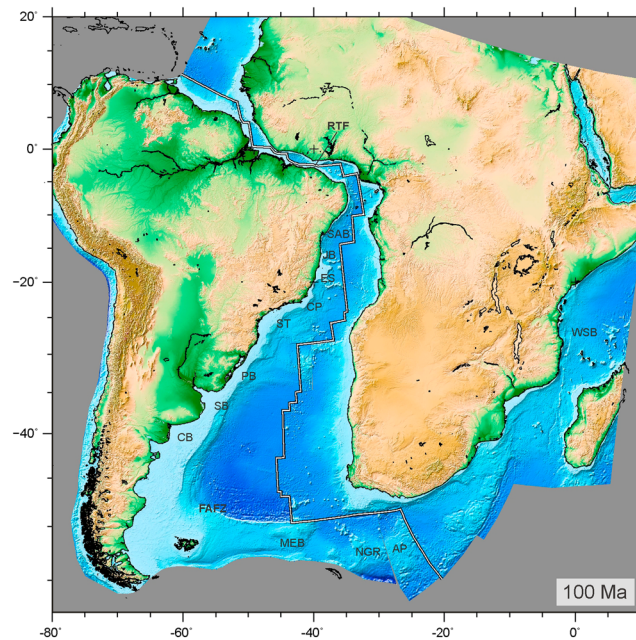 20°
0°
−20°
−40°
−80°
−60°
−40°
−20°
0°
RTF
SAB
JB
ES
CP
ST
PB
SB
CB
WSB
FAFZ
MEB
NGR
AP
100 Ma